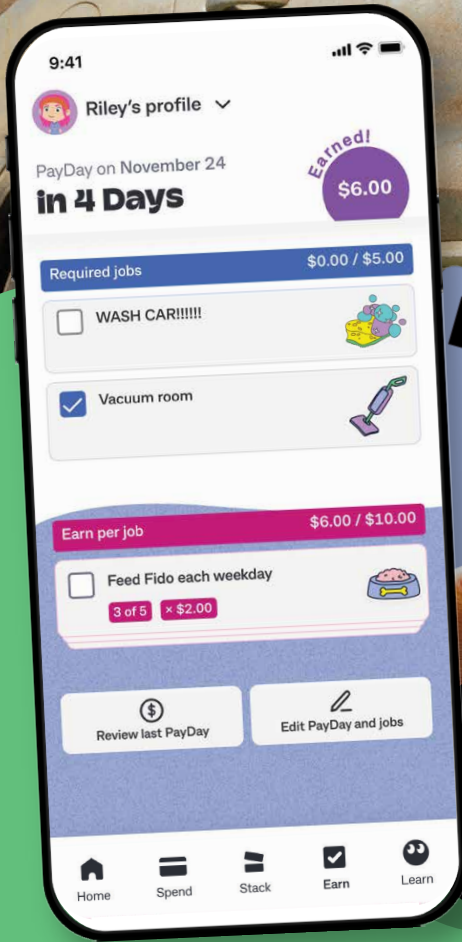 9:41
Riley's profile
PayDay on November 24
in 4 Days
Earned!
$6.00
Required jobs $0.00 / $5.00
WASH CAR!!!!!!
Vacuum room
Earn per job $6.00 / $10.00
Feed Fido each weekday
3 of 5 × $2.00
Review last PayDay
Edit PayDay and jobs
Home Spend Stack Earn Learn